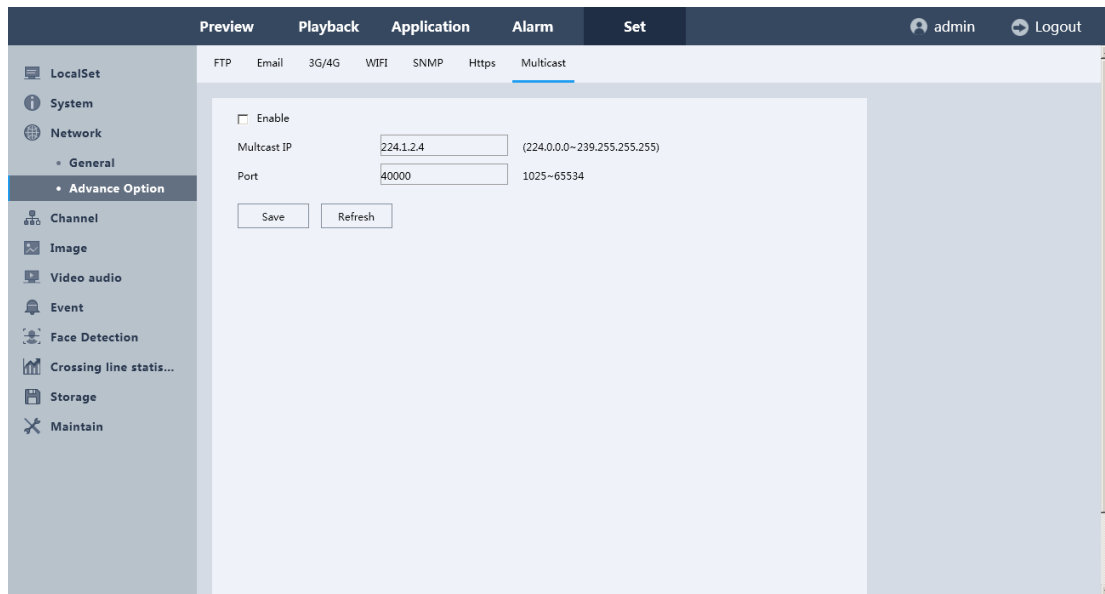 Preview Playback Application Alarm Set admin Logout
FTP Email 3G/4G WIFI SNMP Https Multicast
LocalSet
System
Network
• General
• Advance Option
Channel
Image
Video audio
Event
Face Detection
Crossing line statis...
Storage
Maintain
Enable
Multcast IP 224.1.2.4 (224.0.0.0~239.255.255.255)
Port 40000 1025~65534
Save Refresh